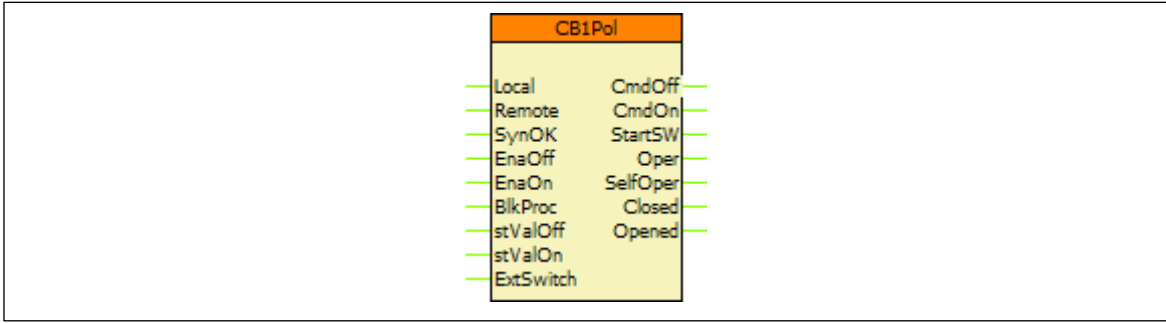 CB1Pol
Local CmdOff
Remote CmdOn
SynOK StartSW
EnaOff Oper
EnaOn SelfOper
BlkProc Closed
stValOff Opened
stValOn
ExtSwitch